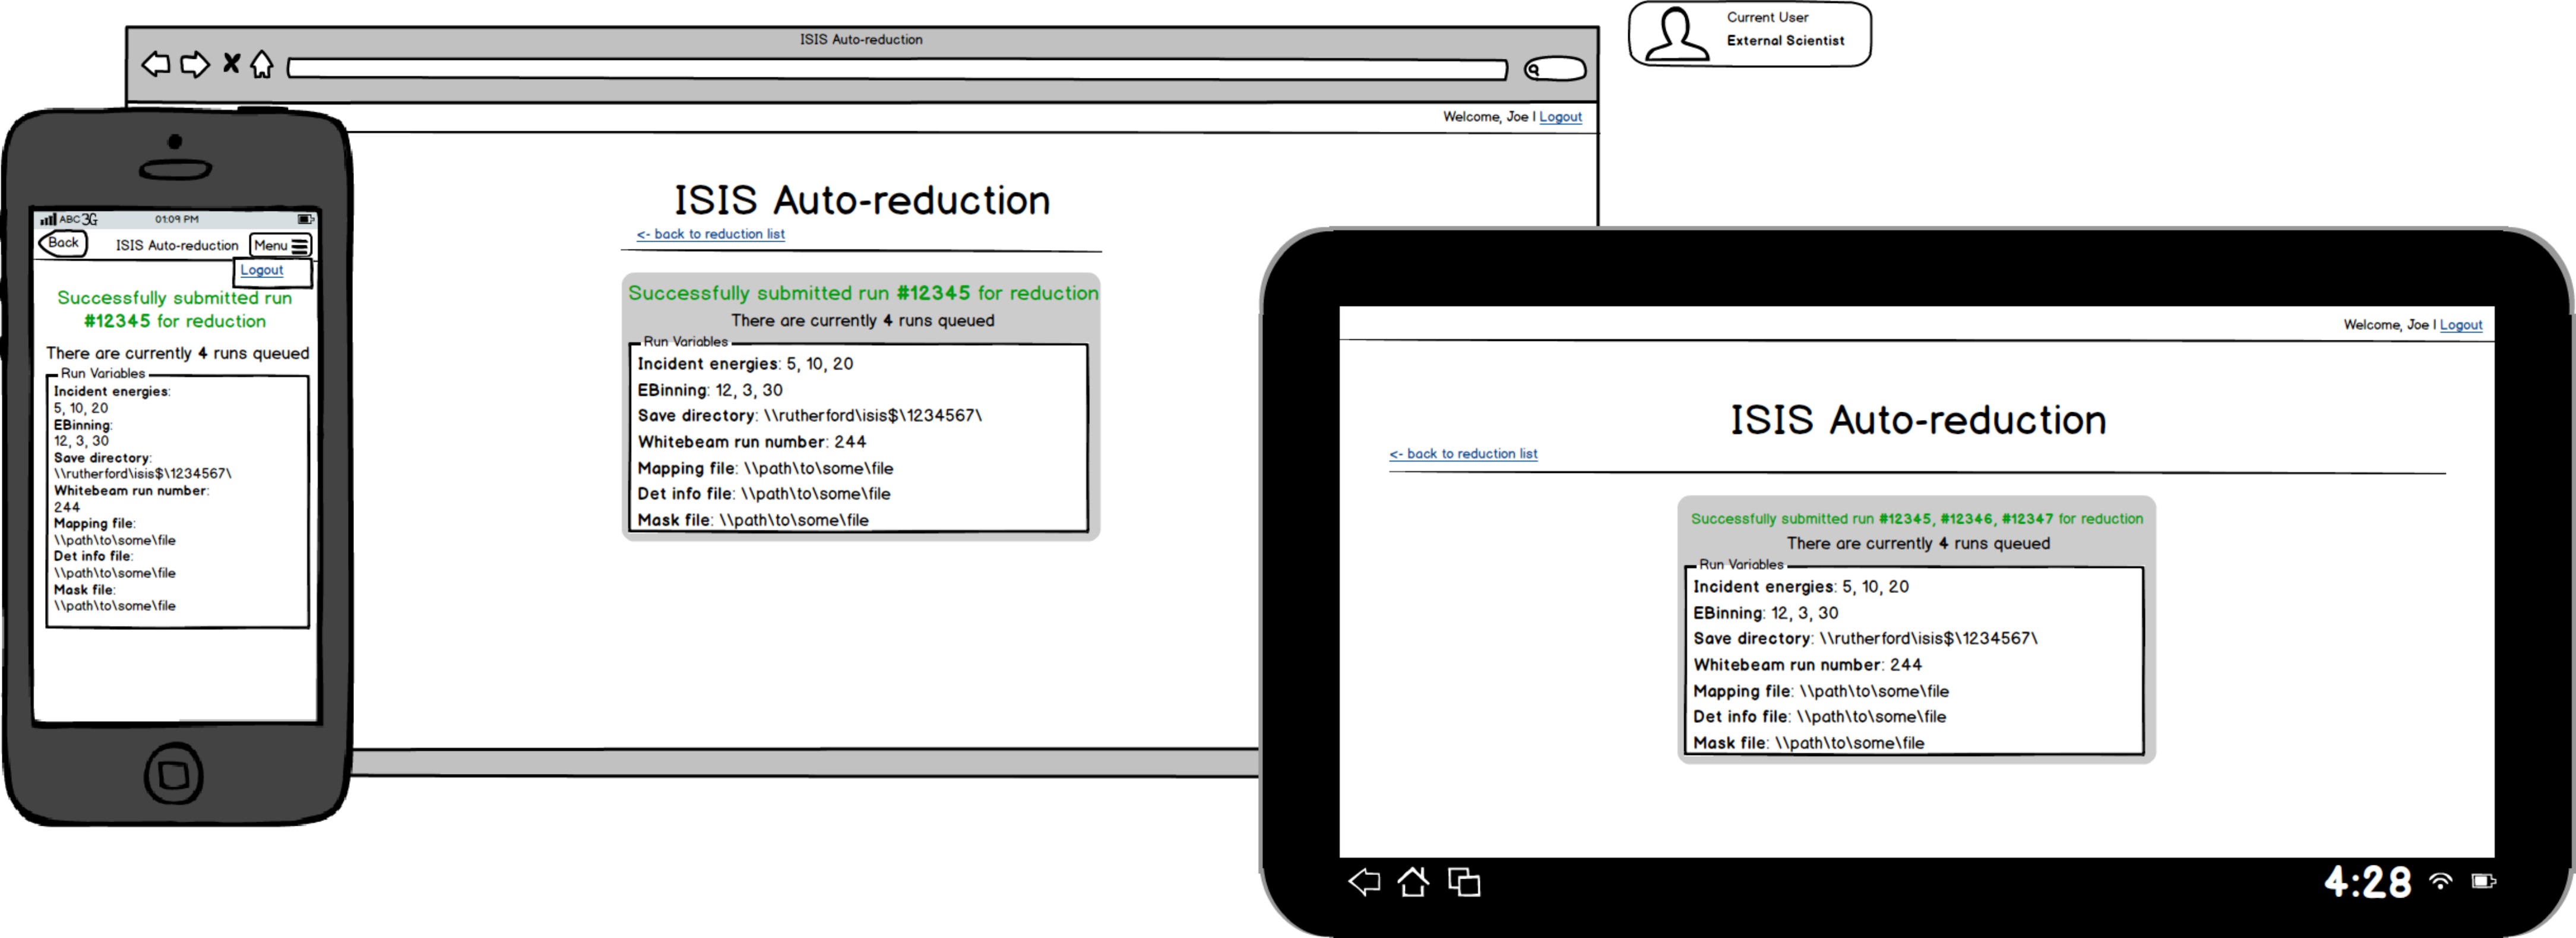 ISIS Auto-reduction
Welcome, Joe | Logout
ISIS Auto-reduction
<- back to reduction list
Successfully submitted run #12345 for reduction
There are currently 4 runs queued
Run Variables
Incident energies: 5, 10, 20
EBinning: 12, 3, 30
Save directory: \\rutherford\isis$\1234567\
Whitebeam run number: 244
Mapping file: \\path\to\some\file
Det info file: \\path\to\some\file
Mask file: \\path\to\some\file
Current User
External Scientist
ABC 3G 01:09 PM
Back ISIS Auto-reduction Menu
Logout
Successfully submitted run
#12345 for reduction
There are currently 4 runs queued
Run Variables
Incident energies:
5, 10, 20
EBinning:
12, 3, 30
Save directory:
\\rutherford\isis$\1234567\
Whitebeam run number:
244
Mapping file:
\\path\to\some\file
Det info file:
\\path\to\some\file
Mask file:
\\path\to\some\file
Welcome, Joe | Logout
ISIS Auto-reduction
<- back to reduction list
Successfully submitted run #12345, #12346, #12347 for reduction
There are currently 4 runs queued
Run Variables
Incident energies: 5, 10, 20
EBinning: 12, 3, 30
Save directory: \\rutherford\isis$\1234567\
Whitebeam run number: 244
Mapping file: \\path\to\some\file
Det info file: \\path\to\some\file
Mask file: \\path\to\some\file
4:28